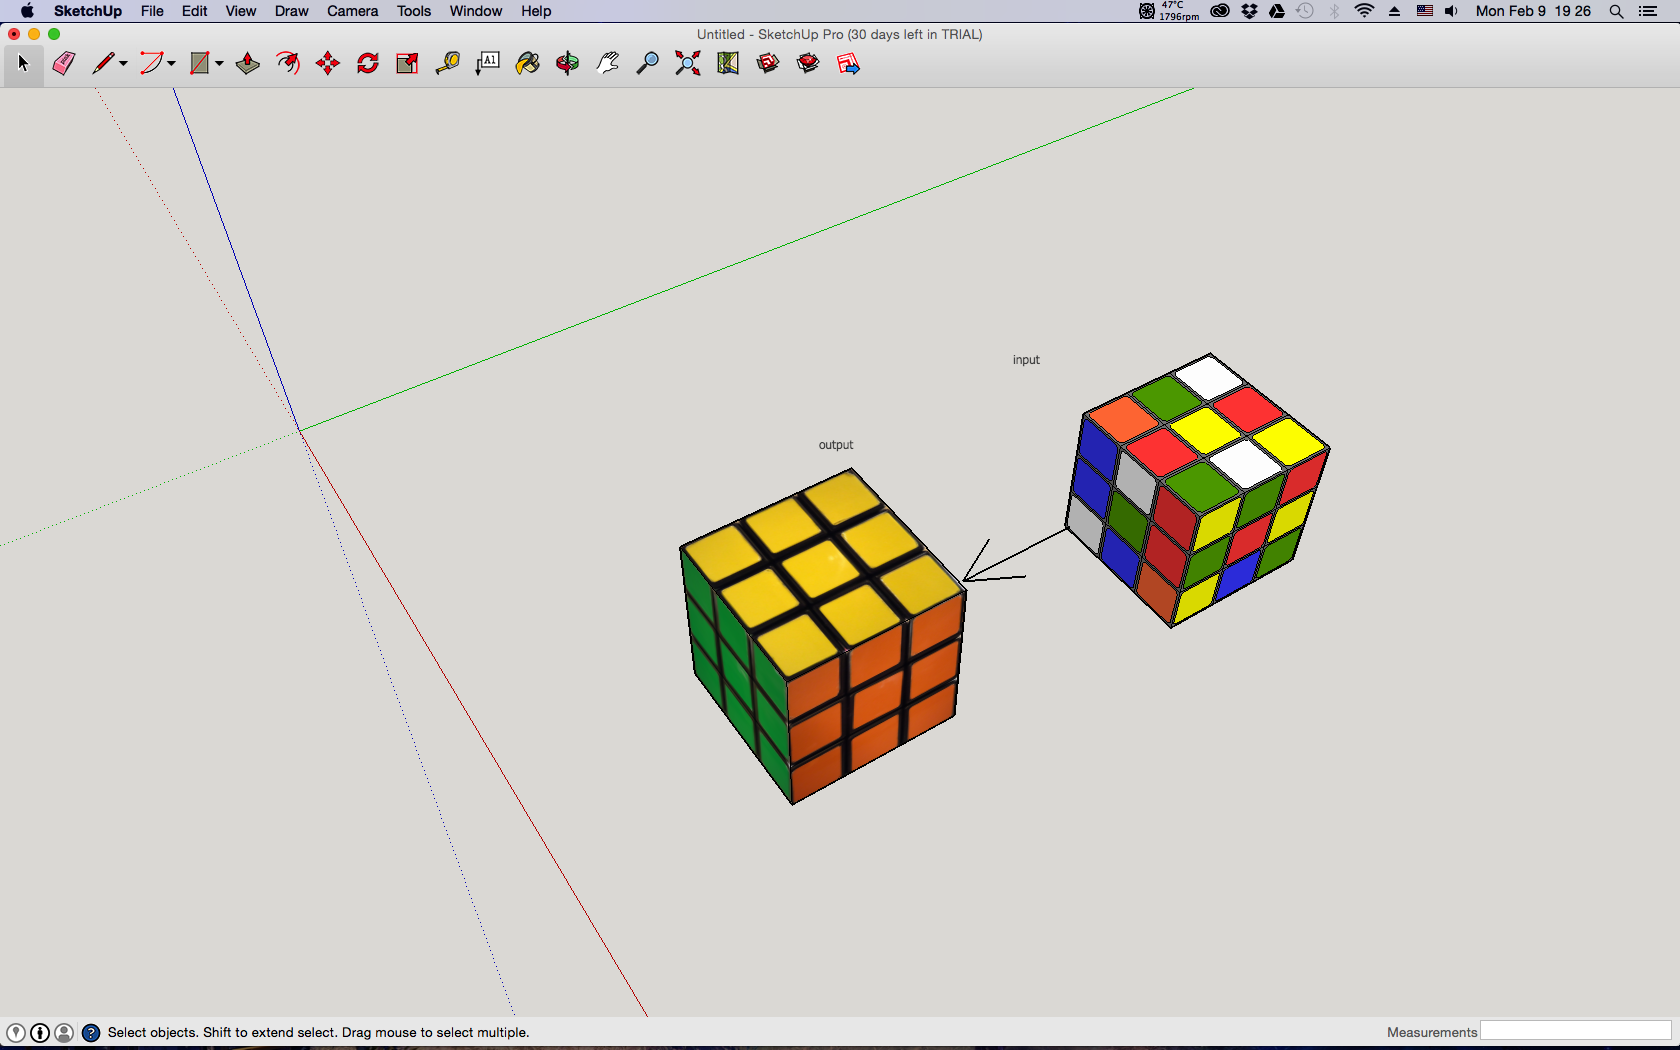 SketchUp File Edit View Draw Camera Tools Window Help 47°C 1796rpm Mon Feb 9 19 26
Untitled - SketchUp Pro (30 days left in TRIAL)
A1
input
output
? Select objects. Shift to extend select. Drag mouse to select multiple. Measurements